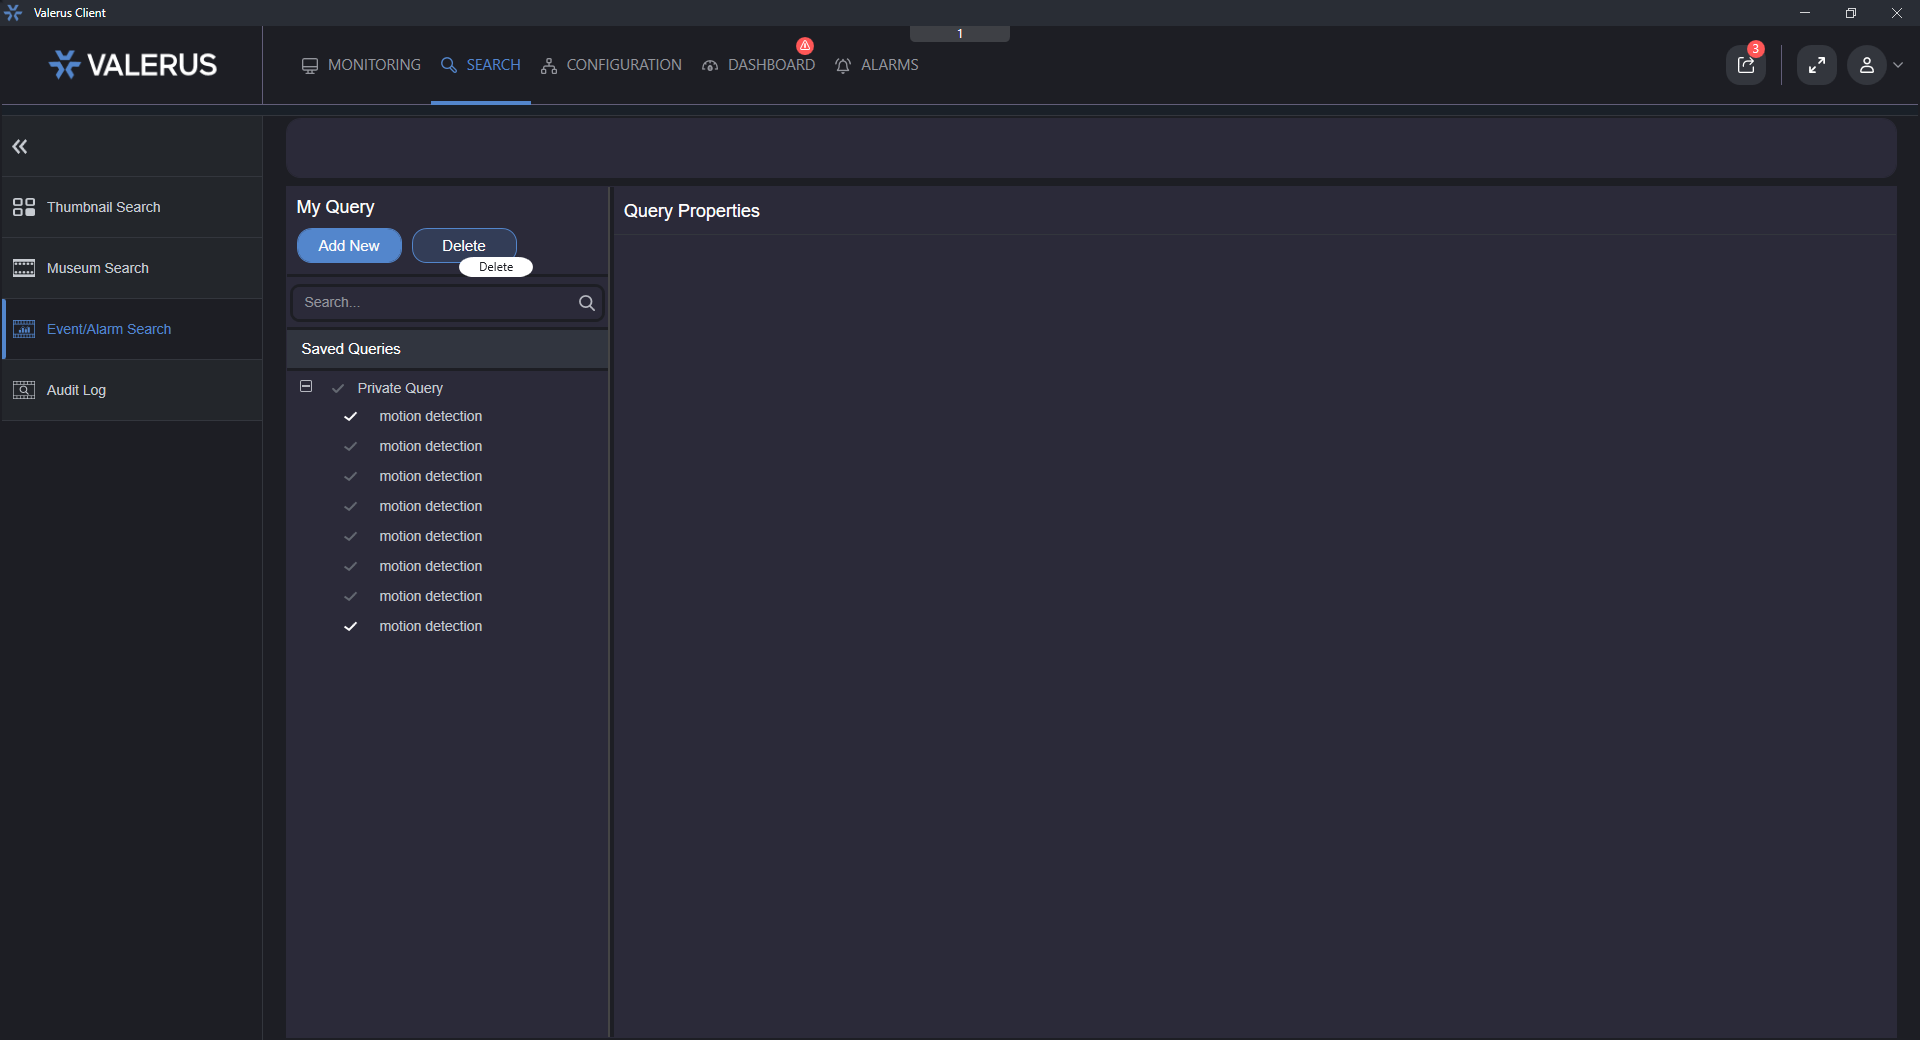 Valerus Client
1
VALERUS
MONITORING
SEARCH
CONFIGURATION
DASHBOARD
ALARMS
3
Thumbnail Search
Museum Search
Event/Alarm Search
Audit Log
My Query
Add New
Delete
Delete
Search...
Saved Queries
Private Query
motion detection
motion detection
motion detection
motion detection
motion detection
motion detection
motion detection
motion detection
Query Properties